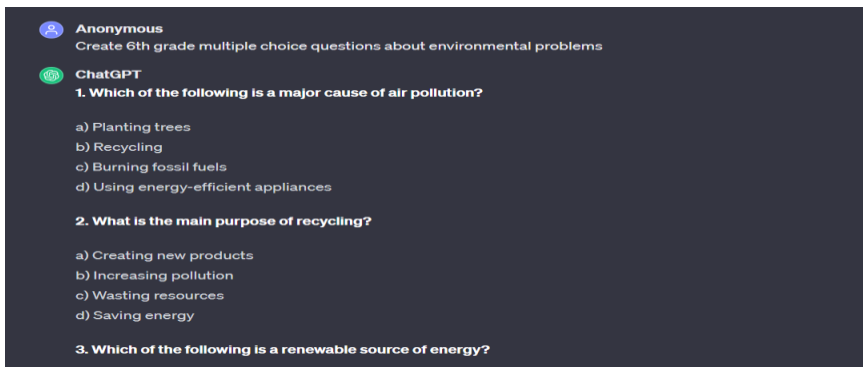 Anonymous
Create 6th grade multiple choice questions about environmental problems
ChatGPT
1. Which of the following is a major cause of air pollution?
a) Planting trees
b) Recycling
c) Burning fossil fuels
d) Using energy-efficient appliances
2. What is the main purpose of recycling?
a) Creating new products
b) Increasing pollution
c) Wasting resources
d) Saving energy
3. Which of the following is a renewable source of energy?